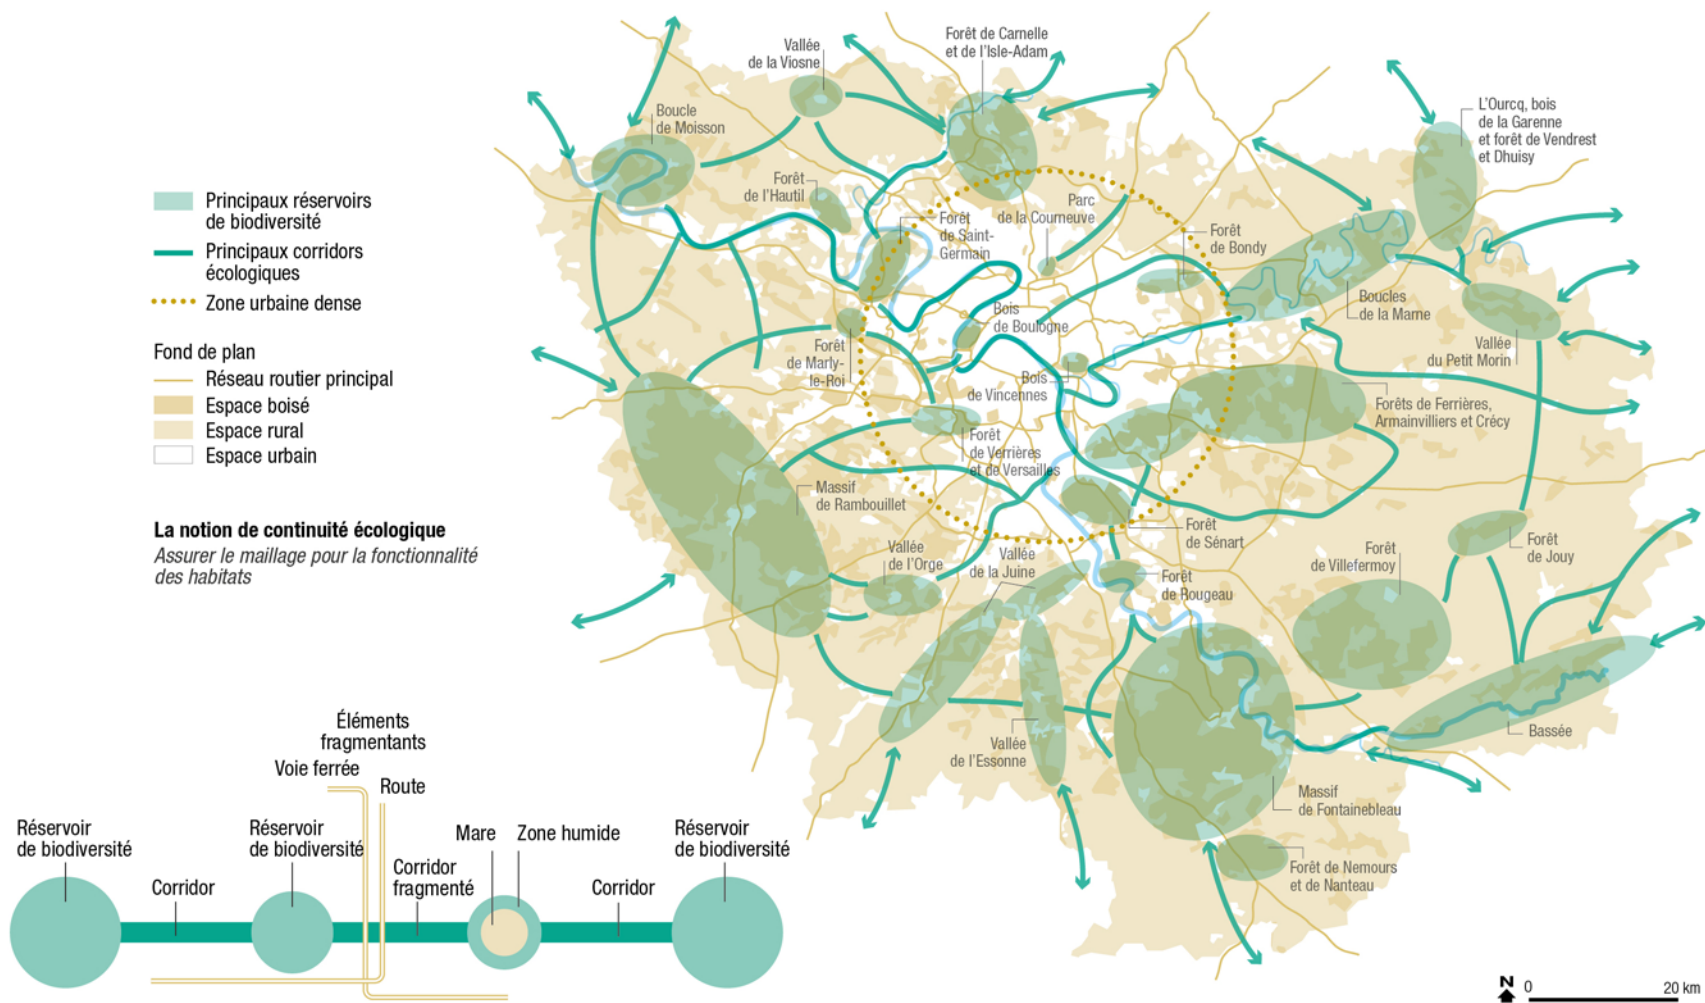 Principaux réservoirs
de biodiversité
Principaux corridors
écologiques
Zone urbaine dense
Fond de plan
Réseau routier principal
Espace boisé
Espace rural
Espace urbain
La notion de continuité écologique
Assurer le maillage pour la fonctionnalité
des habitats
Forêt de Carnelle
et de l'Isle-Adam
Vallée
de la Viosne
Boucle
de Moisson
L'Ourcq, bois
de la Garenne
et forêt de Vendrest
et Dhuisy
Forêt
de l'Hautil
Parc
de la Courneuve
Forêt
de Saint-
Germain
Forêt
de Bondy
Boucles
de la Marne
Bois
de Boulogne
Forêt
de Marly-
le-Roi
Vallée
du Petit Morin
Bois
de Vincennes
Forêts de Ferrières,
Armainvilliers et Crécy
Forêt
de Verrières
et de Versailles
Massif
de Rambouillet
Forêt
de Sénart
Forêt
de Jouy
Forêt
de Villefermoy
Vallée
de l'Orge
Vallée
de la Juine
Forêt
de Rougeau
Bassée
Vallée
de l'Essonne
Massif
de Fontainebleau
Forêt de Nemours
et de Nanteau
Éléments
fragmentants
Voie ferrée
Route
Réservoir
de biodiversité
Réservoir
de biodiversité
Mare
Zone humide
Réservoir
de biodiversité
Corridor
Corridor
fragmenté
Corridor
N
0
20 km